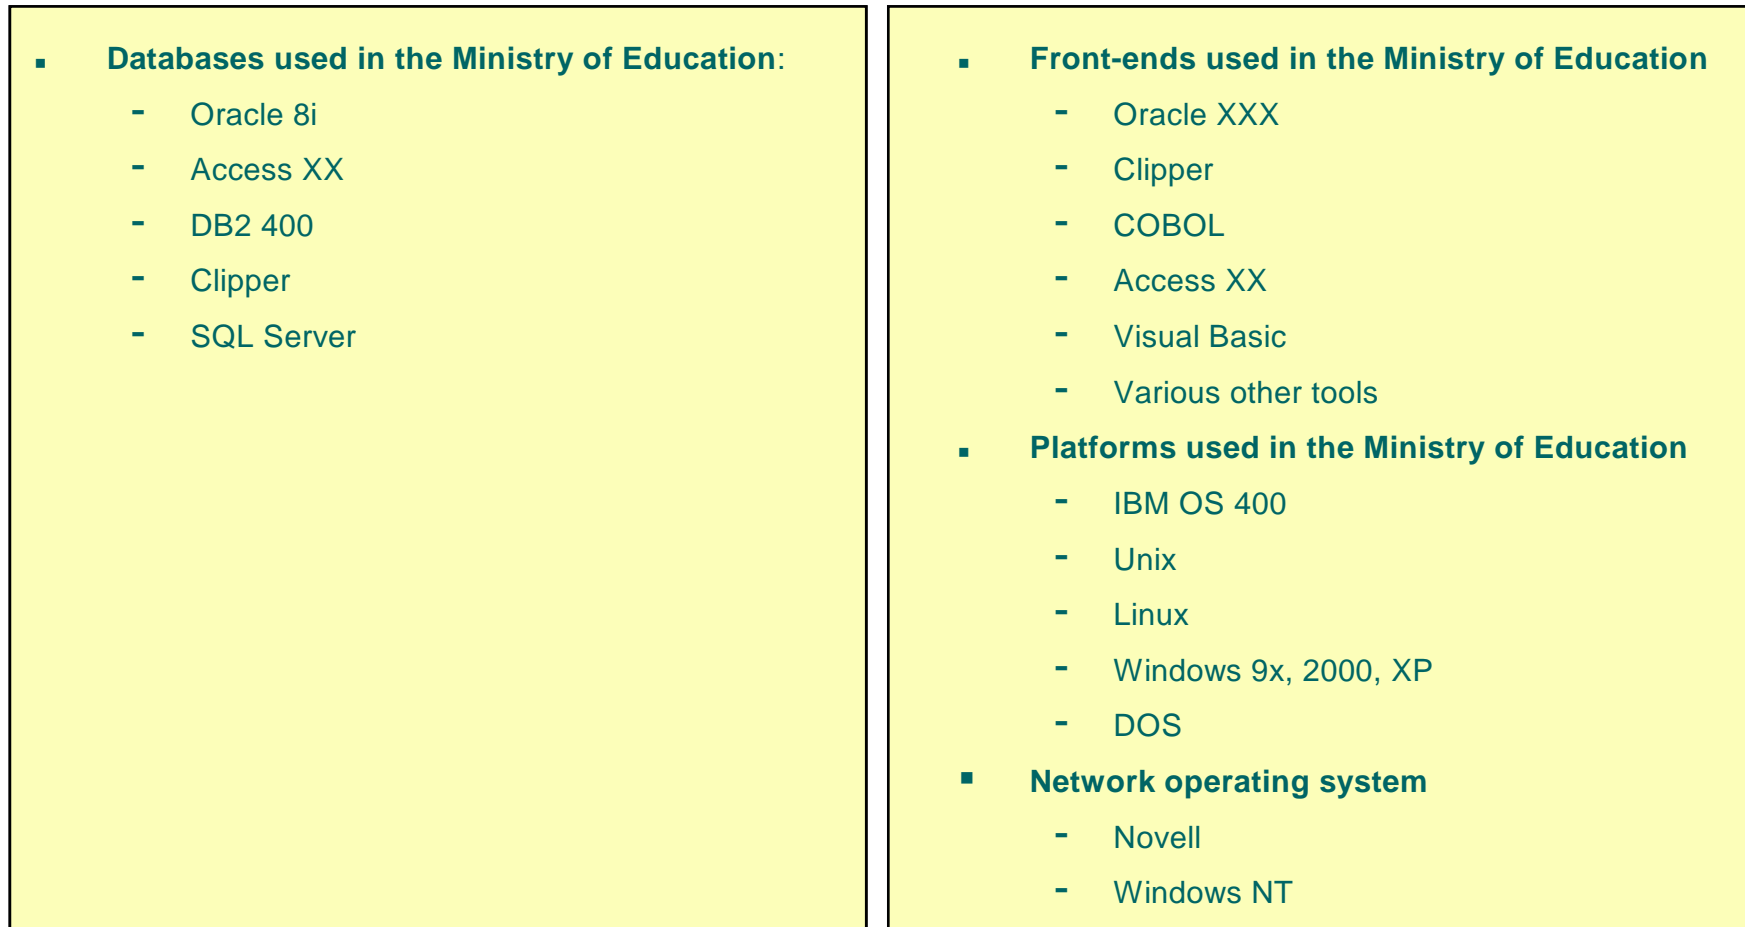 ▪ Databases used in the Ministry of Education:
- Oracle 8i
- Access XX
- DB2 400
- Clipper
- SQL Server
▪ Front-ends used in the Ministry of Education
- Oracle XXX
- Clipper
- COBOL
- Access XX
- Visual Basic
- Various other tools
▪ Platforms used in the Ministry of Education
- IBM OS 400
- Unix
- Linux
- Windows 9x, 2000, XP
- DOS
▪ Network operating system
- Novell
- Windows NT